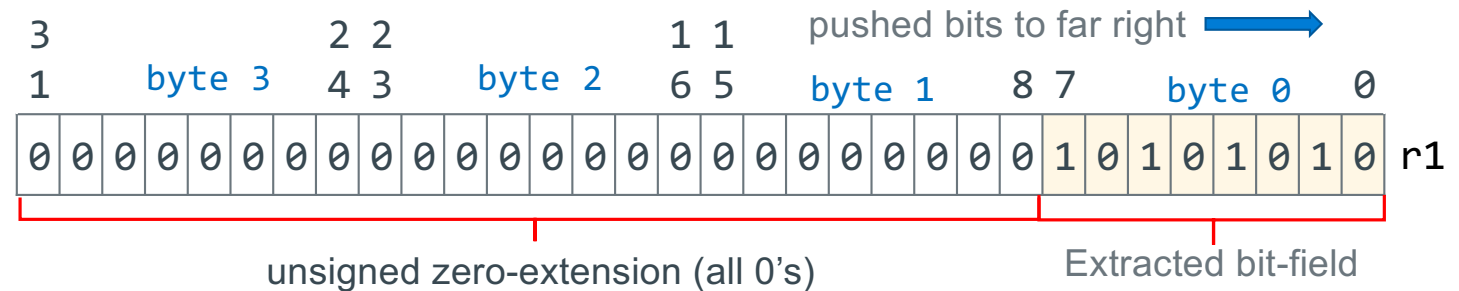 pushed bits to far right
3 2 2 1 1
1 byte 3 4 3 byte 2 6 5 byte 1 8 7 byte 0 0
0 0 0 0 0 0 0 0 0 0 0 0 0 0 0 0 0 0 0 0 0 0 0 0 1 0 1 0 1 0 1 0 r1
unsigned zero-extension (all 0's) Extracted bit-field